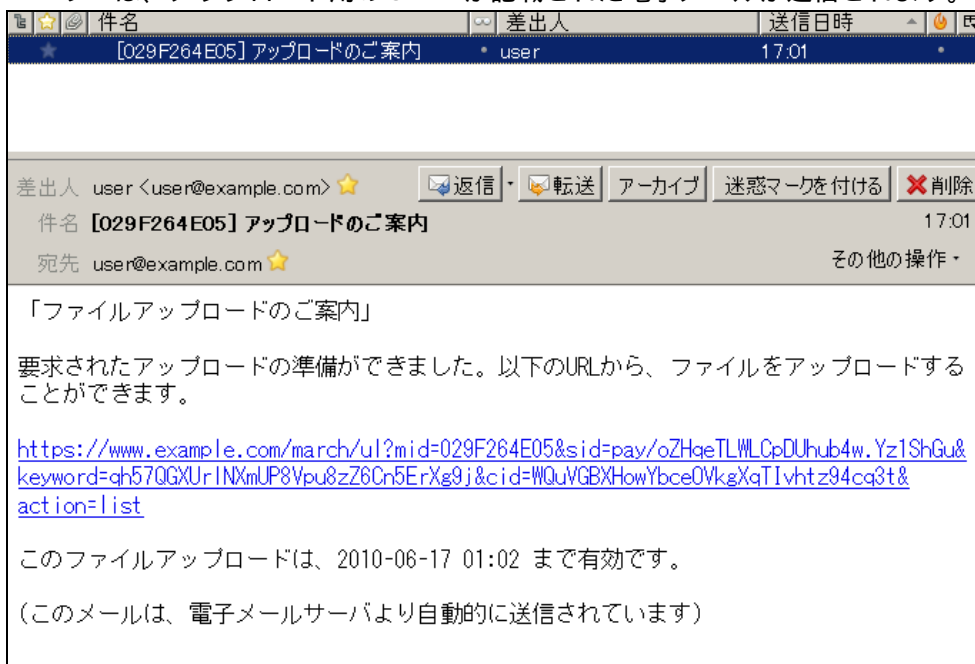 件名 差出人 送信日時
[029F264E05] アップロードのご案内 • user 17:01 •
差出人 user <user@example.com> 返信 転送 アーカイブ 迷惑マークを付ける 削除
件名 [029F264E05] アップロードのご案内 17:01
宛先 user@example.com その他の操作
「ファイルアップロードのご案内」
要求されたアップロードの準備ができました。以下のURLから、ファイルをアップロードする
ことができます。
https://www.example.com/march/ul?mid=029F264E05&sid=pay/oZHqeTLWLCpDUhub4w.Yz1ShGu&
keyword=qh57QGXUrINXmUP8Vpu8zZ6Cn5ErXg9j&cid=WQuVGBXHowYbceOVkgXqTIvhtz94cq3t&
action=list
このファイルアップロードは、2010-06-17 01:02 まで有効です。
(このメールは、電子メールサーバより自動的に送信されています)